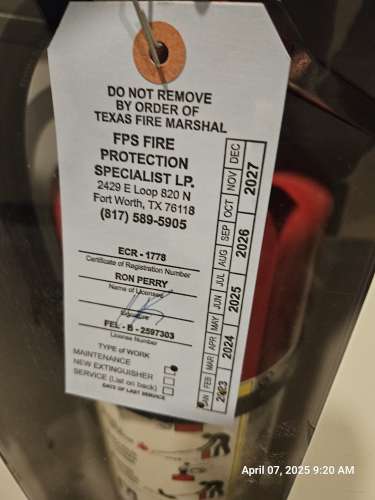 DO NOT REMOVE
BY ORDER OF
TEXAS FIRE MARSHAL
FPS FIRE
PROTECTION
SPECIALIST LP.
2429 E Loop 820 N
Fort Worth, TX 76118
(817) 589-5905
ECR - 1778
Certificate of Registration Number
RON PERRY
Name of Licensee
Signature
FEL - B - 2597303
License Number
TYPE of WORK
MAINTENANCE
NEW EXTINGUISHER
SERVICE (List on back)
DATE OF LAST SERVICE
JAN FEB MAR APR MAY JUN JUL AUG SEP OCT NOV DEC
2023 2024 2025 2026 2027
April 07, 2025 9:20 AM